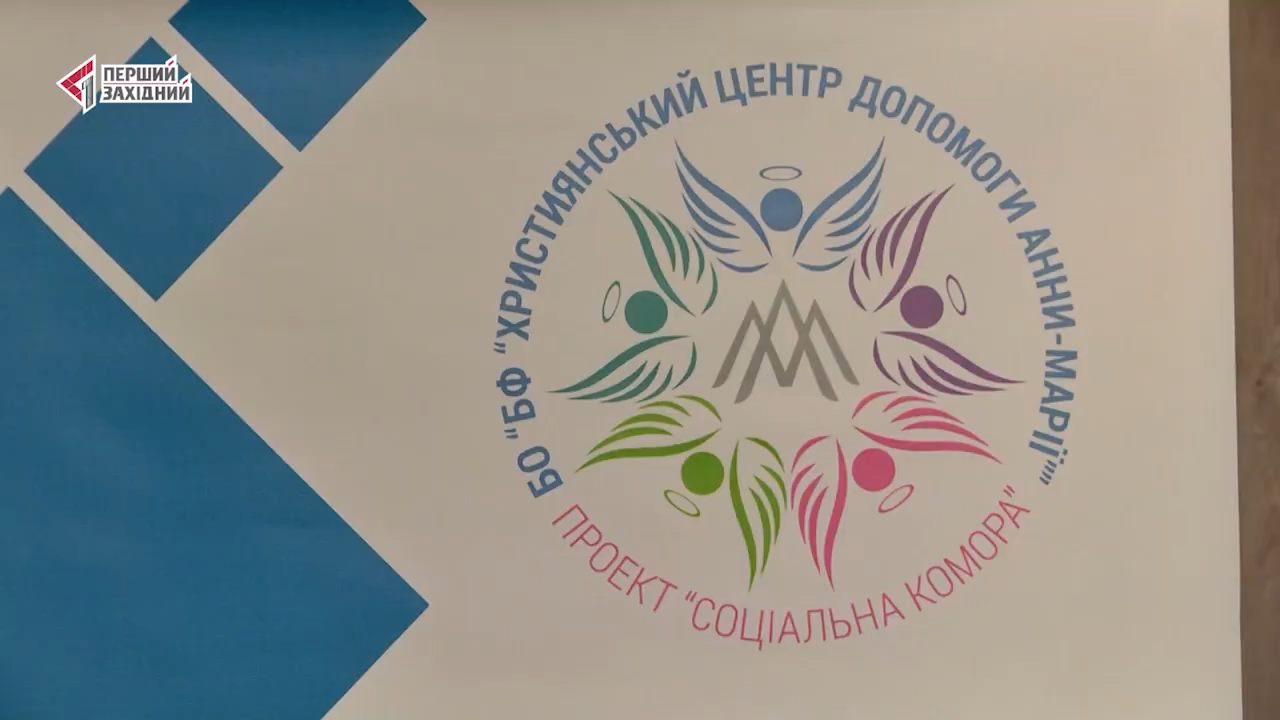 ПЕРШИЙ
ЗАХІДНИЙ
БО "БФ “ХРИСТИЯНСЬКИЙ ЦЕНТР ДОПОМОГИ АННИ-МАРІЇ””
ПРОЕКТ “СОЦІАЛЬНА КОМОРА”